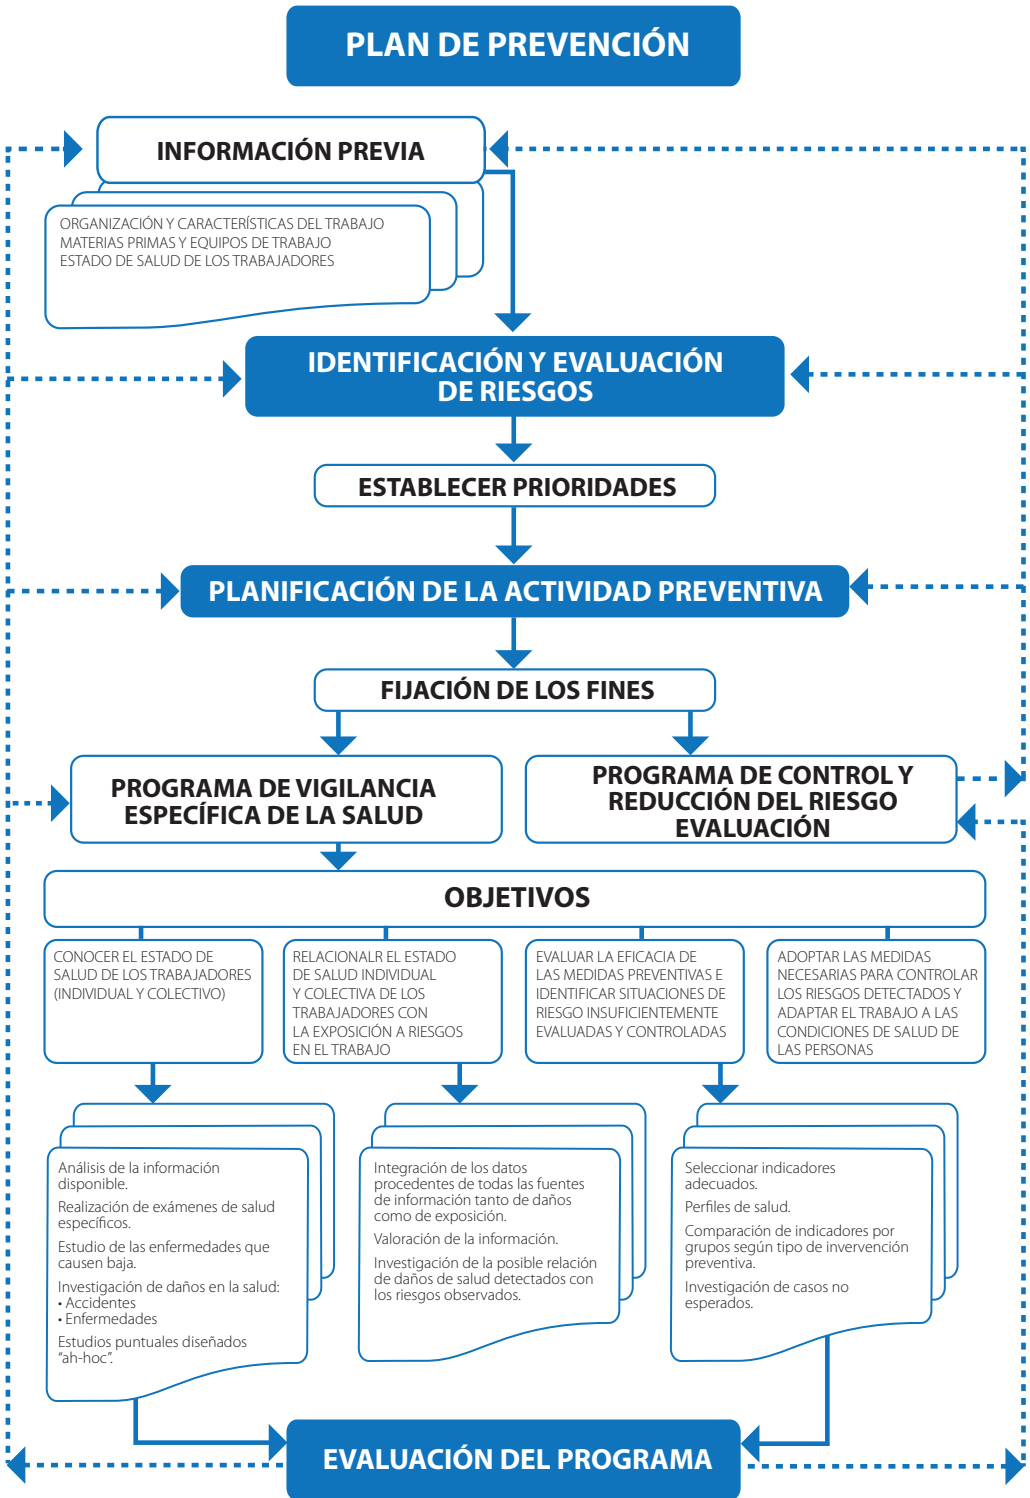 PLAN DE PREVENCIÓN
INFORMACIÓN PREVIA
ORGANIZACIÓN Y CARACTERÍSTICAS DEL TRABAJO
MATERIAS PRIMAS Y EQUIPOS DE TRABAJO
ESTADO DE SALUD DE LOS TRABAJADORES
IDENTIFICACIÓN Y EVALUACIÓN
DE RIESGOS
ESTABLECER PRIORIDADES
PLANIFICACIÓN DE LA ACTIVIDAD PREVENTIVA
FIJACIÓN DE LOS FINES
PROGRAMA DE VIGILANCIA
ESPECÍFICA DE LA SALUD
PROGRAMA DE CONTROL Y
REDUCCIÓN DEL RIESGO
EVALUACIÓN
OBJETIVOS
CONOCER EL ESTADO DE
SALUD DE LOS TRABAJADORES
(INDIVIDUAL Y COLECTIVO)
RELACIONALR EL ESTADO
DE SALUD INDIVIDUAL
Y COLECTIVA DE LOS
TRABAJADORES CON
LA EXPOSICIÓN A RIESGOS
EN EL TRABAJO
EVALUAR LA EFICACIA DE
LAS MEDIDAS PREVENTIVAS E
IDENTIFICAR SITUACIONES DE
RIESGO INSUFICIENTEMENTE
EVALUADAS Y CONTROLADAS
ADOPTAR LAS MEDIDAS
NECESARIAS PARA CONTROLAR
LOS RIESGOS DETECTADOS Y
ADAPTAR EL TRABAJO A LAS
CONDICIONES DE SALUD DE
LAS PERSONAS
Análisis de la información
disponible.
Realización de exámenes de salud
específicos.
Estudio de las enfermedades que
causen baja.
Investigación de daños en la salud:
• Accidentes
• Enfermedades
Estudios puntuales diseñados
"ah-hoc".
Integración de los datos
procedentes de todas las fuentes
de información tanto de daños
como de exposición.
Valoración de la información.
Investigación de la posible relación
de daños de salud detectados con
los riesgos observados.
Seleccionar indicadores
adecuados.
Perfiles de salud.
Comparación de indicadores por
grupos según tipo de invervención
preventiva.
Investigación de casos no
esperados.
EVALUACIÓN DEL PROGRAMA